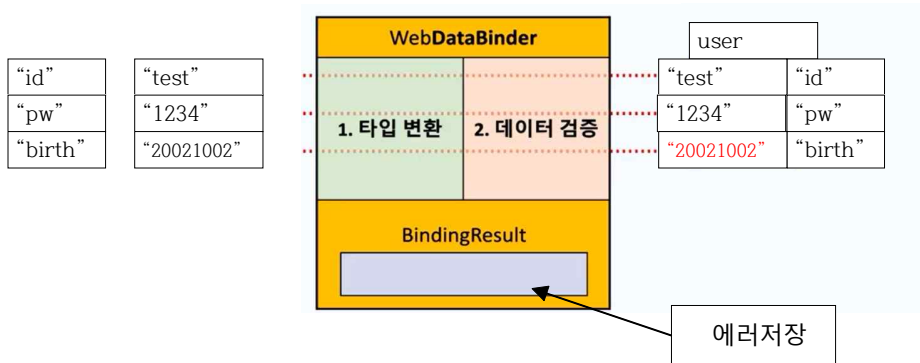 WebDataBinder
user
“id” “test” “test” “id”
“pw” “1234” 1. 타입 변환 2. 데이터 검증 “1234” “pw”
“birth” “20021002” “20021002” “birth”
BindingResult
에러저장